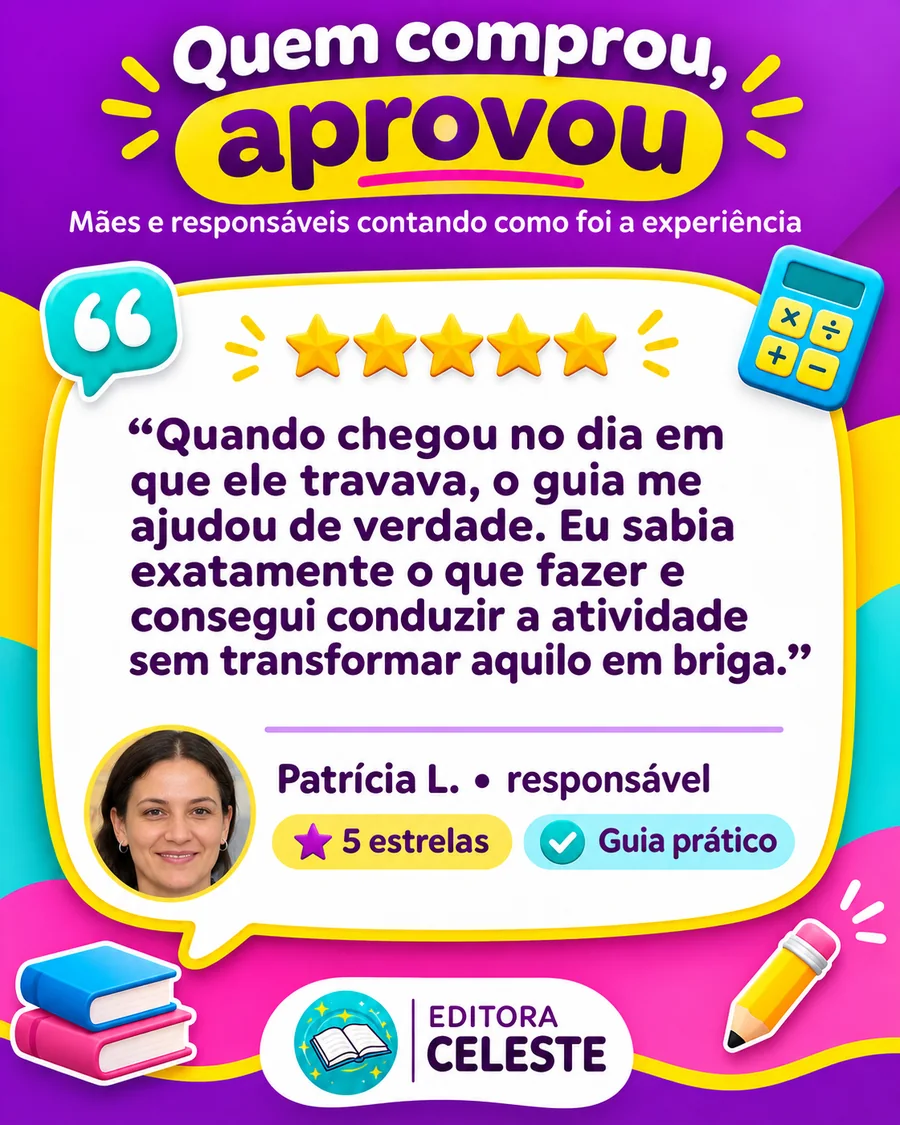 Quem comprou,
aprovou
Mães e responsáveis contando como foi a experiência
“Quando chegou no dia em
que ele travava, o guia me
ajudou de verdade. Eu sabia
exatamente o que fazer e
consegui conduzir a atividade
sem transformar aquilo em briga.”
Patrícia L. • responsável
5 estrelas
Guia prático
EDITORA
CELESTE